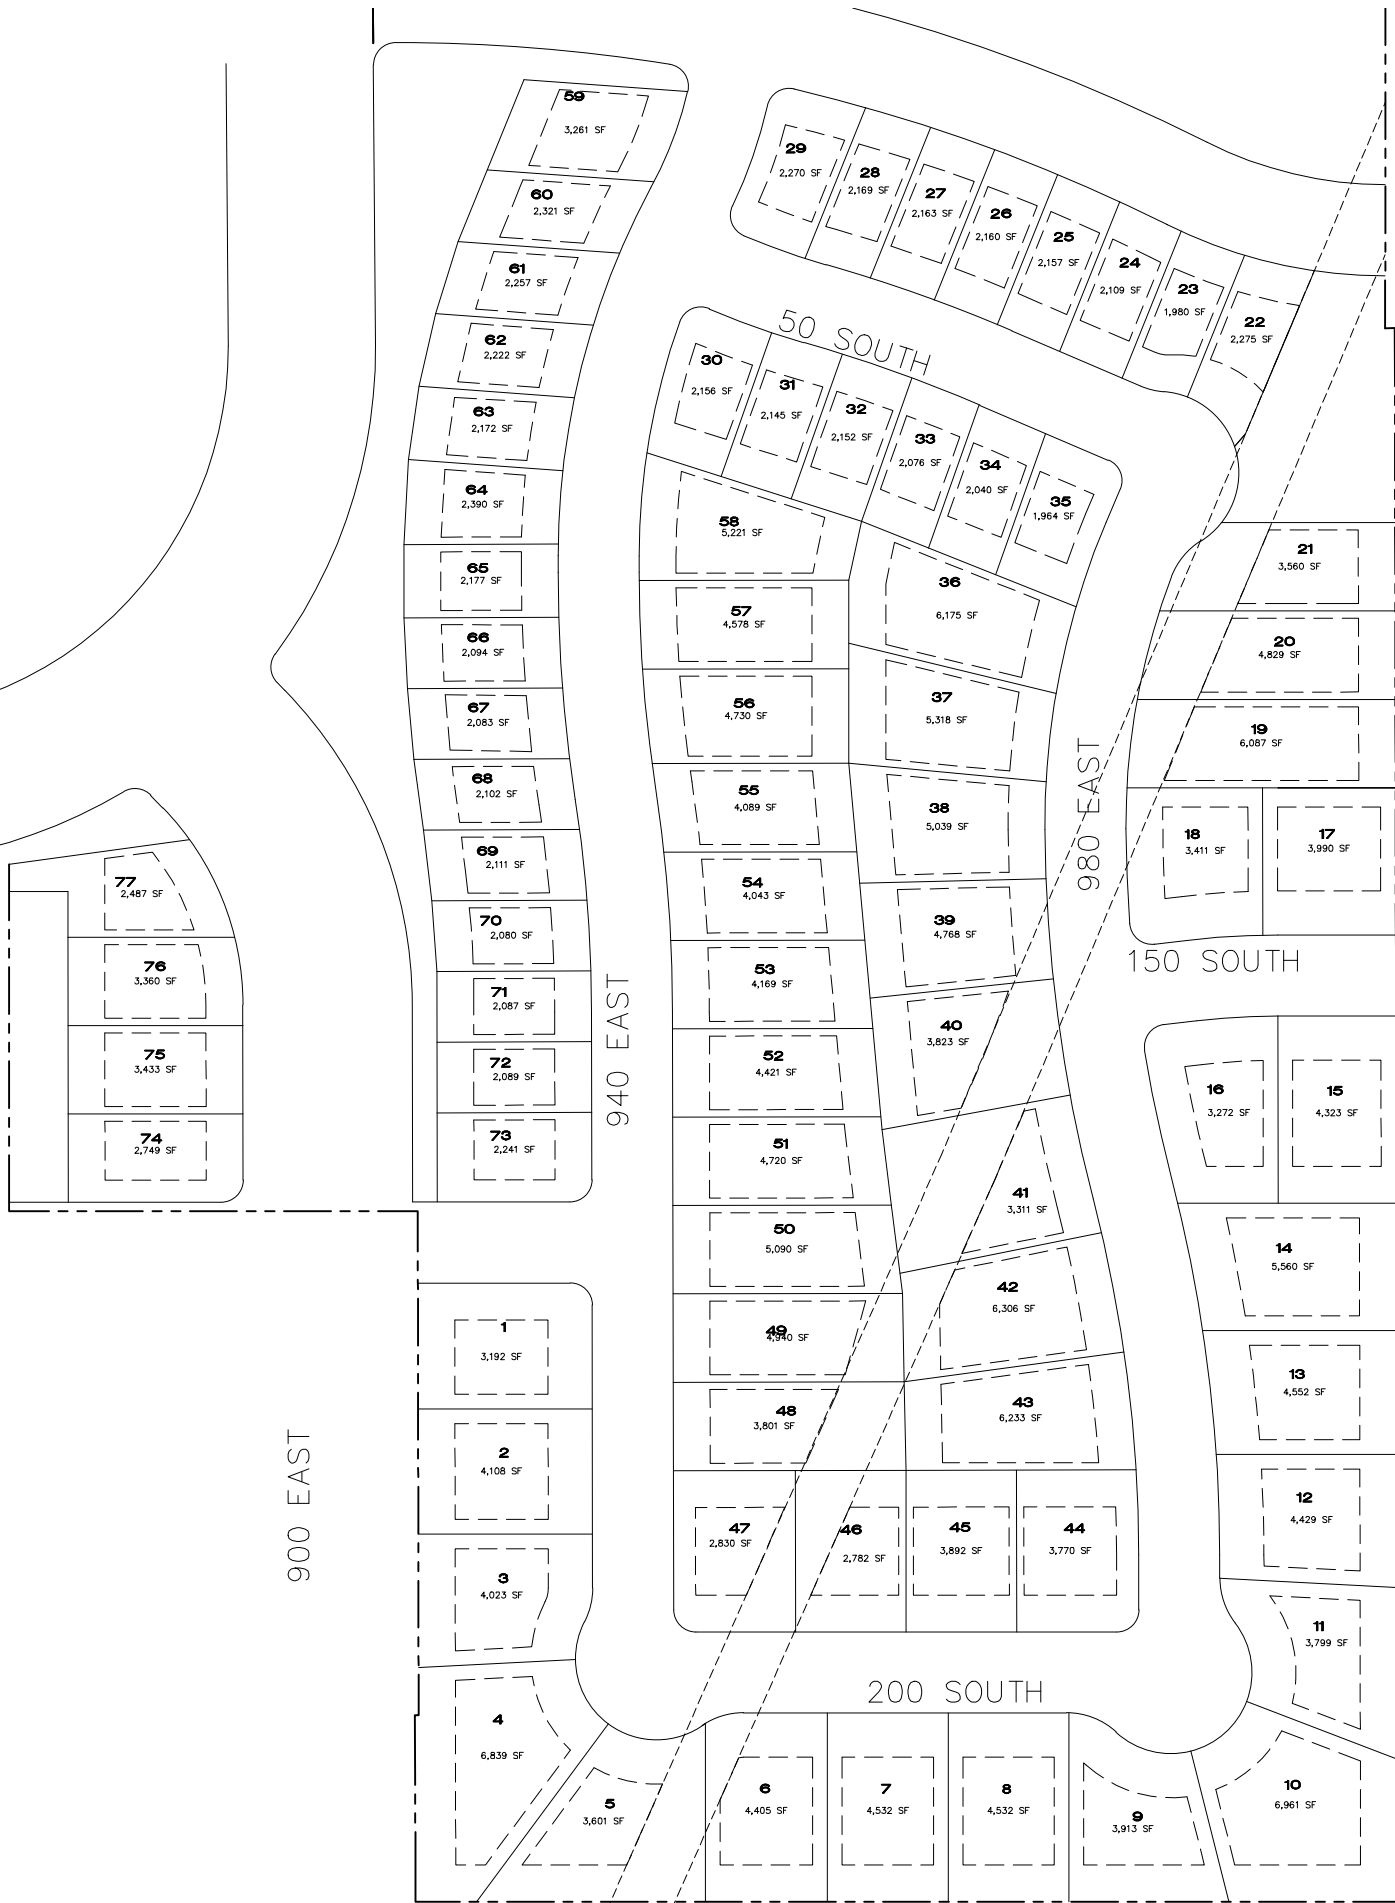 59
3,261 SF
60
2,321 SF
61
2,257 SF
62
2,222 SF
63
2,172 SF
64
2,390 SF
65
2,177 SF
66
2,094 SF
67
2,083 SF
68
2,102 SF
69
2,111 SF
70
2,080 SF
71
2,087 SF
72
2,089 SF
73
2,241 SF
77
2,487 SF
76
3,360 SF
75
3,433 SF
74
2,749 SF
29
2,270 SF
28
2,169 SF
27
2,163 SF
26
2,160 SF
25
2,157 SF
24
2,109 SF
23
1,980 SF
22
2,275 SF
50 SOUTH
30
2,156 SF
31
2,145 SF
32
2,152 SF
33
2,076 SF
34
2,040 SF
35
1,964 SF
58
5,221 SF
57
4,578 SF
56
4,730 SF
55
4,089 SF
54
4,043 SF
53
4,169 SF
52
4,421 SF
51
4,720 SF
50
5,090 SF
49
4,940 SF
48
3,801 SF
47
2,830 SF
46
2,782 SF
45
3,892 SF
44
3,770 SF
36
6,175 SF
37
5,318 SF
38
5,039 SF
39
4,768 SF
40
3,823 SF
41
3,311 SF
42
6,306 SF
43
6,233 SF
940 EAST
980 EAST
21
3,560 SF
20
4,829 SF
19
6,087 SF
18
3,411 SF
17
3,990 SF
150 SOUTH
16
3,272 SF
15
4,323 SF
14
5,560 SF
13
4,552 SF
12
4,429 SF
11
3,799 SF
10
6,961 SF
900 EAST
1
3,192 SF
2
4,108 SF
3
4,023 SF
4
6,839 SF
200 SOUTH
5
3,601 SF
6
4,405 SF
7
4,532 SF
8
4,532 SF
9
3,913 SF